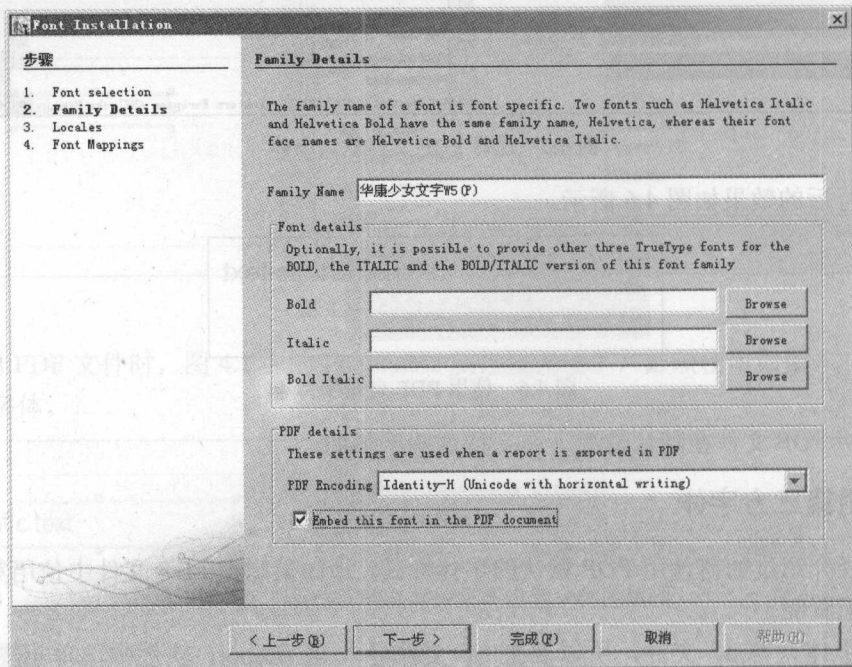 Font Installation
步骤
1. Font selection
2. Family Details
3. Locales
4. Font Mappings
Family Details
The family name of a font is font specific. Two fonts such as Helvetica Italic
and Helvetica Bold have the same family name, Helvetica, whereas their font
face names are Helvetica Bold and Helvetica Italic.
Family Name 华康少女文字W5(P)
Font details
Optionally, it is possible to provide other three TrueType fonts for the
BOLD, the ITALIC and the BOLD/ITALIC version of this font family
Bold Browse
Italic Browse
Bold Italic Browse
PDF details
These settings are used when a report is exported in PDF
PDF Encoding Identity-H (Unicode with horizontal writing)
Embed this font in the PDF document
< 上一步(B) 下一步 > 完成(F) 取消 帮助(H)